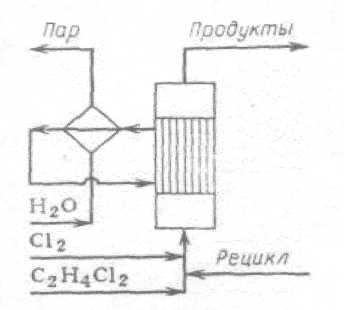 Пар
Продукты
H₂O
Cl₂
C₂H₄Cl₂
Рецикл